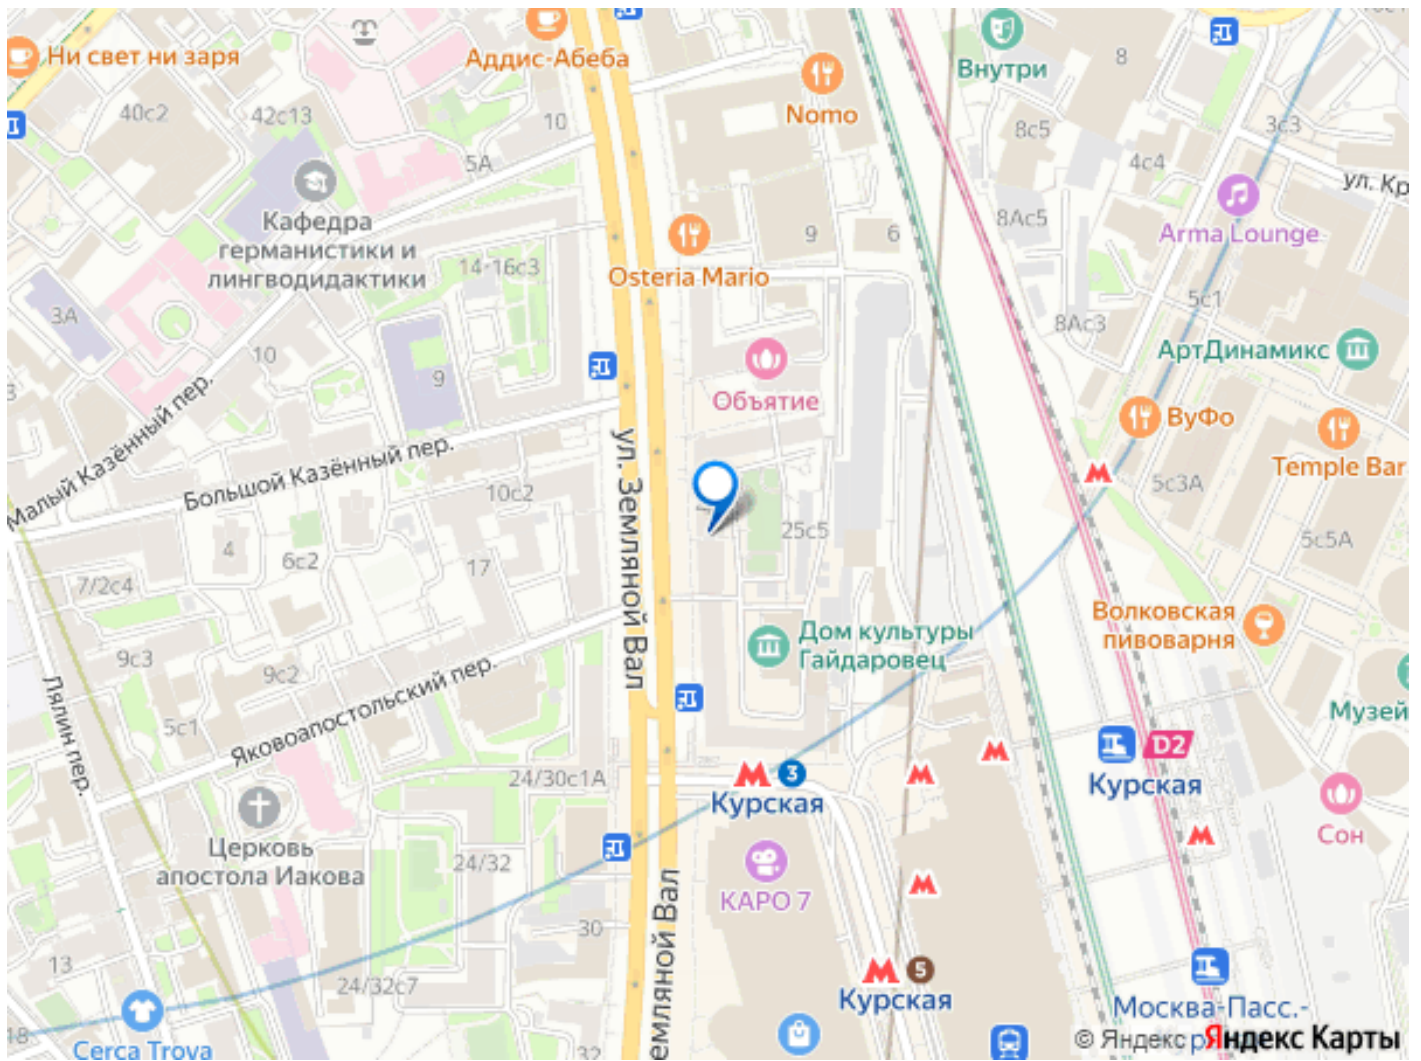 Ни свет ни заря
Аддис-Абеба
Внутри
8
Nomo
40с2
42с13
10
5А
8с5
3с3
4с4
ул. Кр
Кафедра
германистики и
лингводидактики
14-16с3
Osteria Mario
9
6
8Ас5
Arma Lounge
3А
10
9
5с1
8Ас3
АртДинамикс
Объятие
ВуФо
Temple Bar
Малый Казённый пер.
Большой Казённый пер.
ул. Земляной Вал
10с2
5с3А
4
6с2
17
25с5
5с5А
7/2с4
Волковская
пивоварня
Дом культуры
Гайдаровец
9с3
9с2
Лялин пер.
5с1
Яковоапостольский пер.
Музей
D2
Курская
24/30с1А
3
Курская
Сон
Церковь
апостола Иакова
24/32
КАРО 7
емляной Вал
30
13
24/32с7
5
Курская
Москва-Пасс.-
18
Cerca Trova
32
© Яндекс
Яндекс Карты